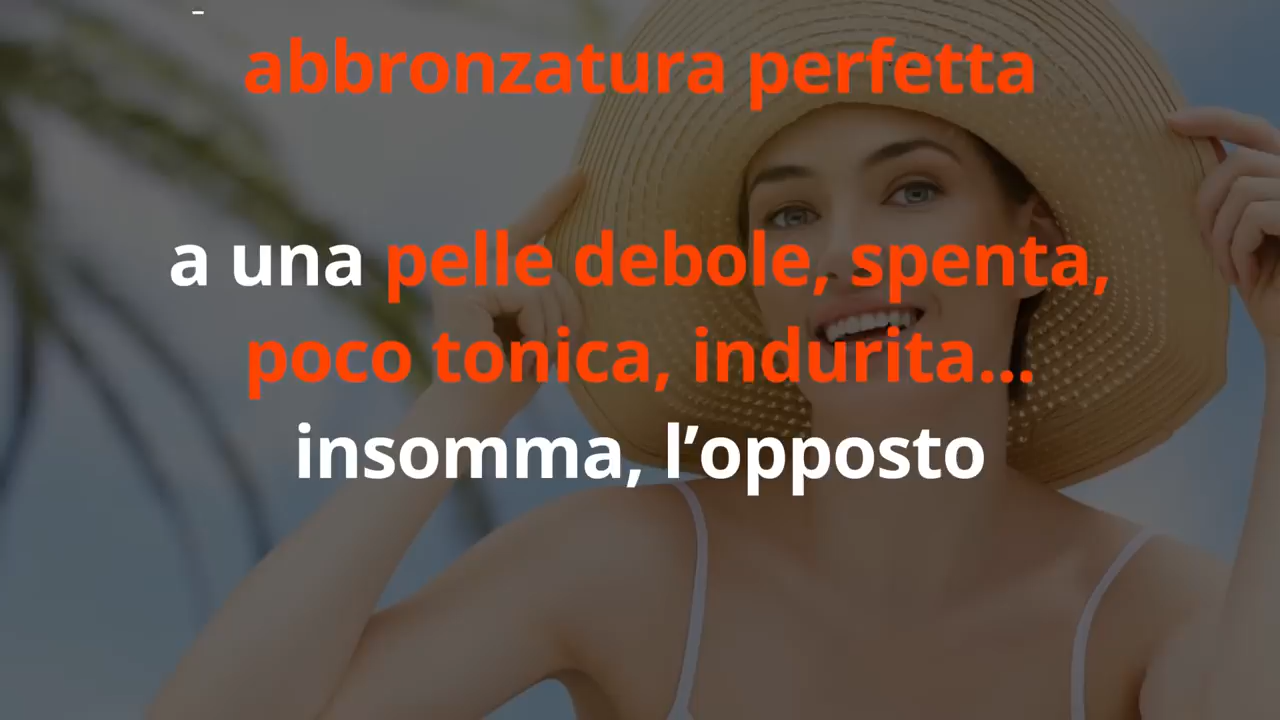 abbronzatura perfetta
a una pelle debole, spenta,
poco tonica, indurita...
insomma, l’opposto